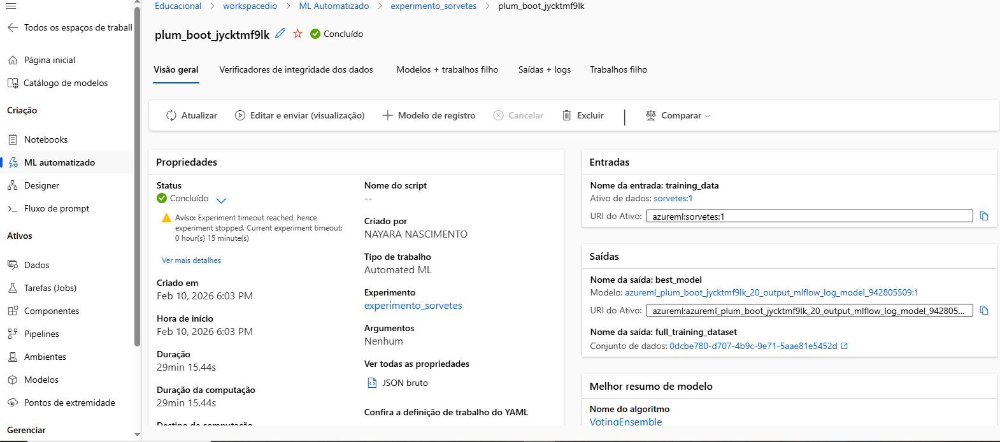 Educacional > workspacedio > ML Automatizado > experimento_sorvetes > plum_boot_jycktmf9lk
Todos os espaços de traball
plum_boot_jycktmf9lk Concluído
Página inicial
Catálogo de modelos
Criação
Notebooks
ML automatizado
Designer
Fluxo de prompt
Ativos
Dados
Tarefas (Jobs)
Componentes
Pipelines
Ambientes
Modelos
Pontos de extremidade
Gerenciar
Visão geral Verificadores de integridade dos dados Modelos + trabalhos filho Saídas + logs Trabalhos filho
Atualizar Editar e enviar (visualização) Modelo de registro Cancelar Excluir Comparar
Propriedades
Status
Concluído
Aviso: Experiment timeout reached, hence
experiment stopped. Current experiment timeout:
0 hour(s) 15 minute(s)
Ver mais detalhes
Criado em
Feb 10, 2026 6:03 PM
Hora de início
Feb 10, 2026 6:03 PM
Duração
29min 15.44s
Duração da computação
29min 15.44s
Destino de computação
Nome do script
--
Criado por
NAYARA NASCIMENTO
Tipo de trabalho
Automated ML
Experimento
experimento_sorvetes
Argumentos
Nenhum
Ver todas as propriedades
JSON bruto
Confira a definição de trabalho do YAML
Entradas
Nome da entrada: training_data
Ativo de dados: sorvetes:1
URI do Ativo: azureml:sorvetes:1
Saídas
Nome da saída: best_model
Modelo: azureml_plum_boot_jycktmf9lk_20_output_mlflow_log_model_942805509:1
URI do Ativo: azureml:azureml_plum_boot_jycktmf9lk_20_output_mlflow_log_model_942805...
Nome da saída: full_training_dataset
Conjunto de dados: 0dcbe780-d707-4b9c-9e71-5aae81e5452d
Melhor resumo de modelo
Nome do algoritmo
VotingEnsemble